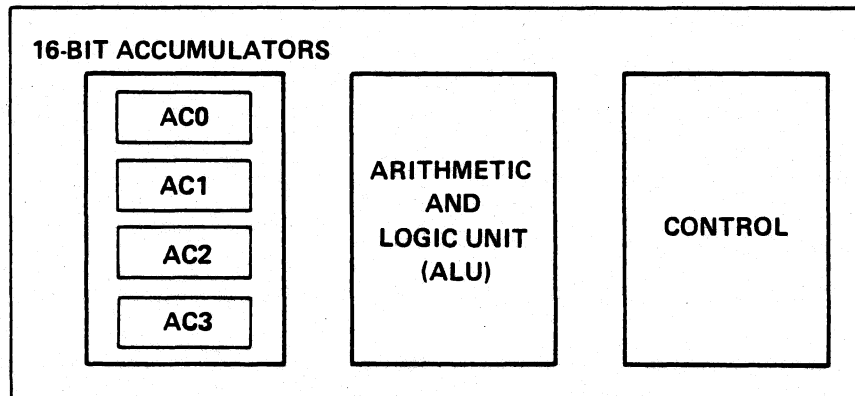 16-BIT ACCUMULATORS
AC0
AC1
AC2
AC3
ARITHMETIC
AND
LOGIC UNIT
(ALU)
CONTROL